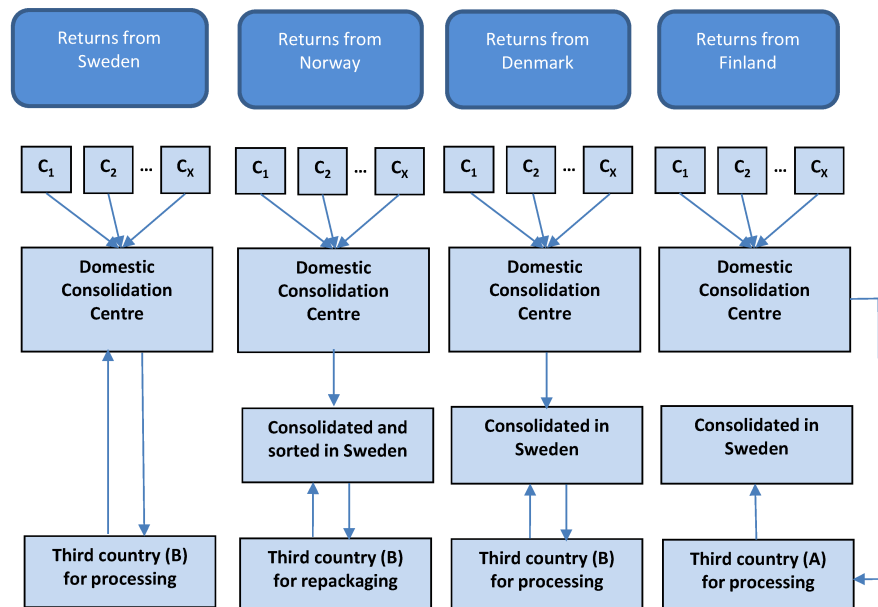 Returns from
Sweden
Returns from
Norway
Returns from
Denmark
Returns from
Finland
C1 C2 ... CX
C1 C2 ... CX
C1 C2 ... CX
C1 C2 ... CX
Domestic
Consolidation
Centre
Domestic
Consolidation
Centre
Domestic
Consolidation
Centre
Domestic
Consolidation
Centre
Consolidated and
sorted in Sweden
Consolidated in
Sweden
Consolidated in
Sweden
Third country (B)
for processing
Third country (B)
for repackaging
Third country (B)
for processing
Third country (A)
for processing